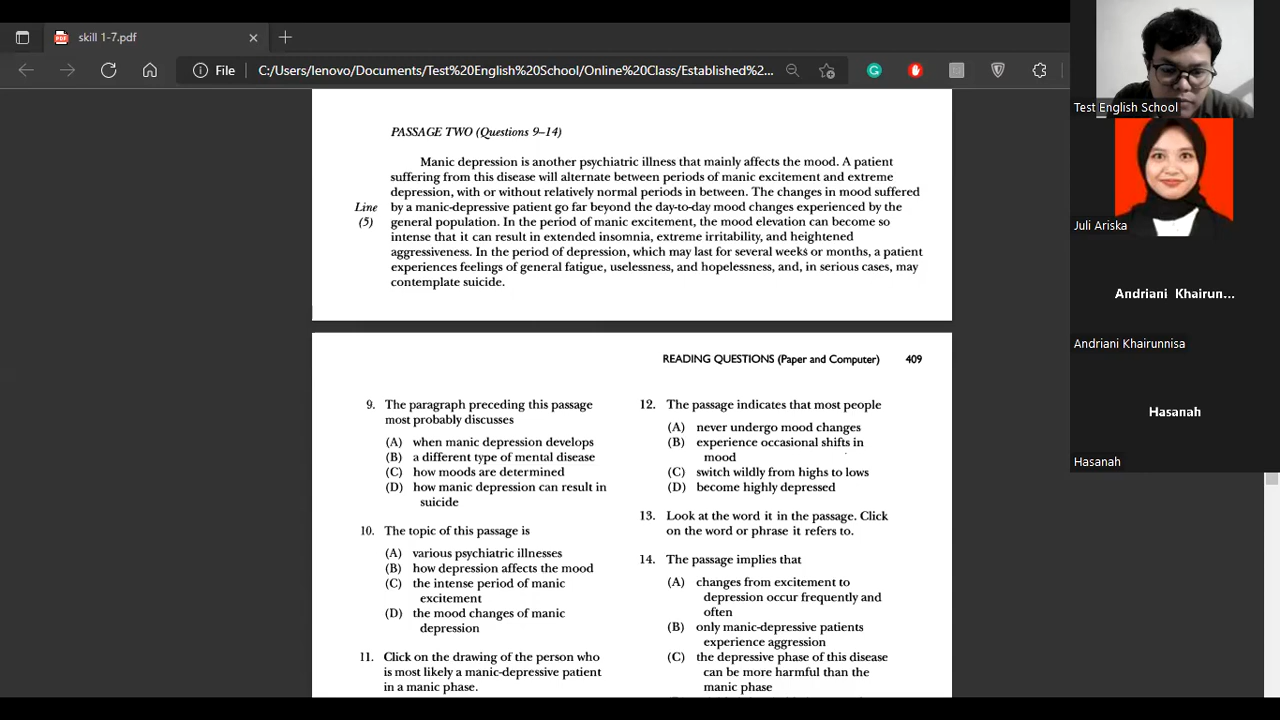 skill 1-7.pdf
File
C:/Users/lenovo/Documents/Test%20English%20School/Online%20Class/Established%2...
PASSAGE TWO (Questions 9–14)
Manic depression is another psychiatric illness that mainly affects the mood. A patient
suffering from this disease will alternate between periods of manic excitement and extreme
depression, with or without relatively normal periods in between. The changes in mood suffered
Line by a manic-depressive patient go far beyond the day-to-day mood changes experienced by the
(5) general population. In the period of manic excitement, the mood elevation can become so
intense that it can result in extended insomnia, extreme irritability, and heightened
aggressiveness. In the period of depression, which may last for several weeks or months, a patient
experiences feelings of general fatigue, uselessness, and hopelessness, and, in serious cases, may
contemplate suicide.
READING QUESTIONS (Paper and Computer) 409
9. The paragraph preceding this passage
most probably discusses
(A) when manic depression develops
(B) a different type of mental disease
(C) how moods are determined
(D) how manic depression can result in
suicide
10. The topic of this passage is
(A) various psychiatric illnesses
(B) how depression affects the mood
(C) the intense period of manic
excitement
(D) the mood changes of manic
depression
11. Click on the drawing of the person who
is most likely a manic-depressive patient
in a manic phase.
12. The passage indicates that most people
(A) never undergo mood changes
(B) experience occasional shifts in
mood
(C) switch wildly from highs to lows
(D) become highly depressed
13. Look at the word it in the passage. Click
on the word or phrase it refers to.
14. The passage implies that
(A) changes from excitement to
depression occur frequently and
often
(B) only manic-depressive patients
experience aggression
(C) the depressive phase of this disease
can be more harmful than the
manic phase
Test English School
Juli Ariska
Andriani Khairun...
Andriani Khairunnisa
Hasanah
Hasanah